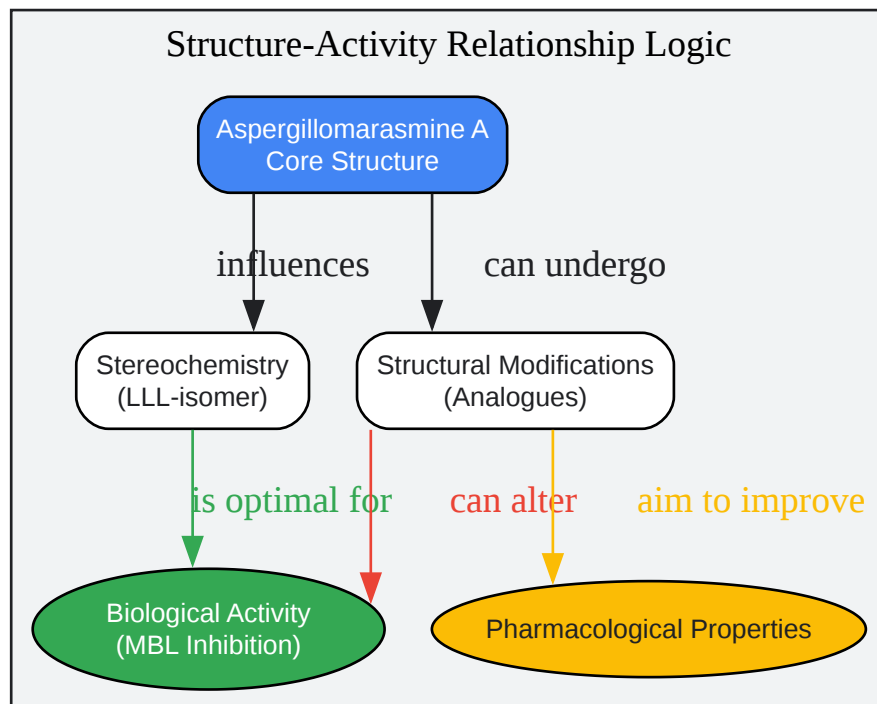 Structure-Activity Relationship Logic
Aspergillomarasmine A
Core Structure
influences
can undergo
Stereochemistry
(LLL-isomer)
Structural Modifications
(Analogues)
is optimal for
can alter
aim to improve
Biological Activity
(MBL Inhibition)
Pharmacological Properties